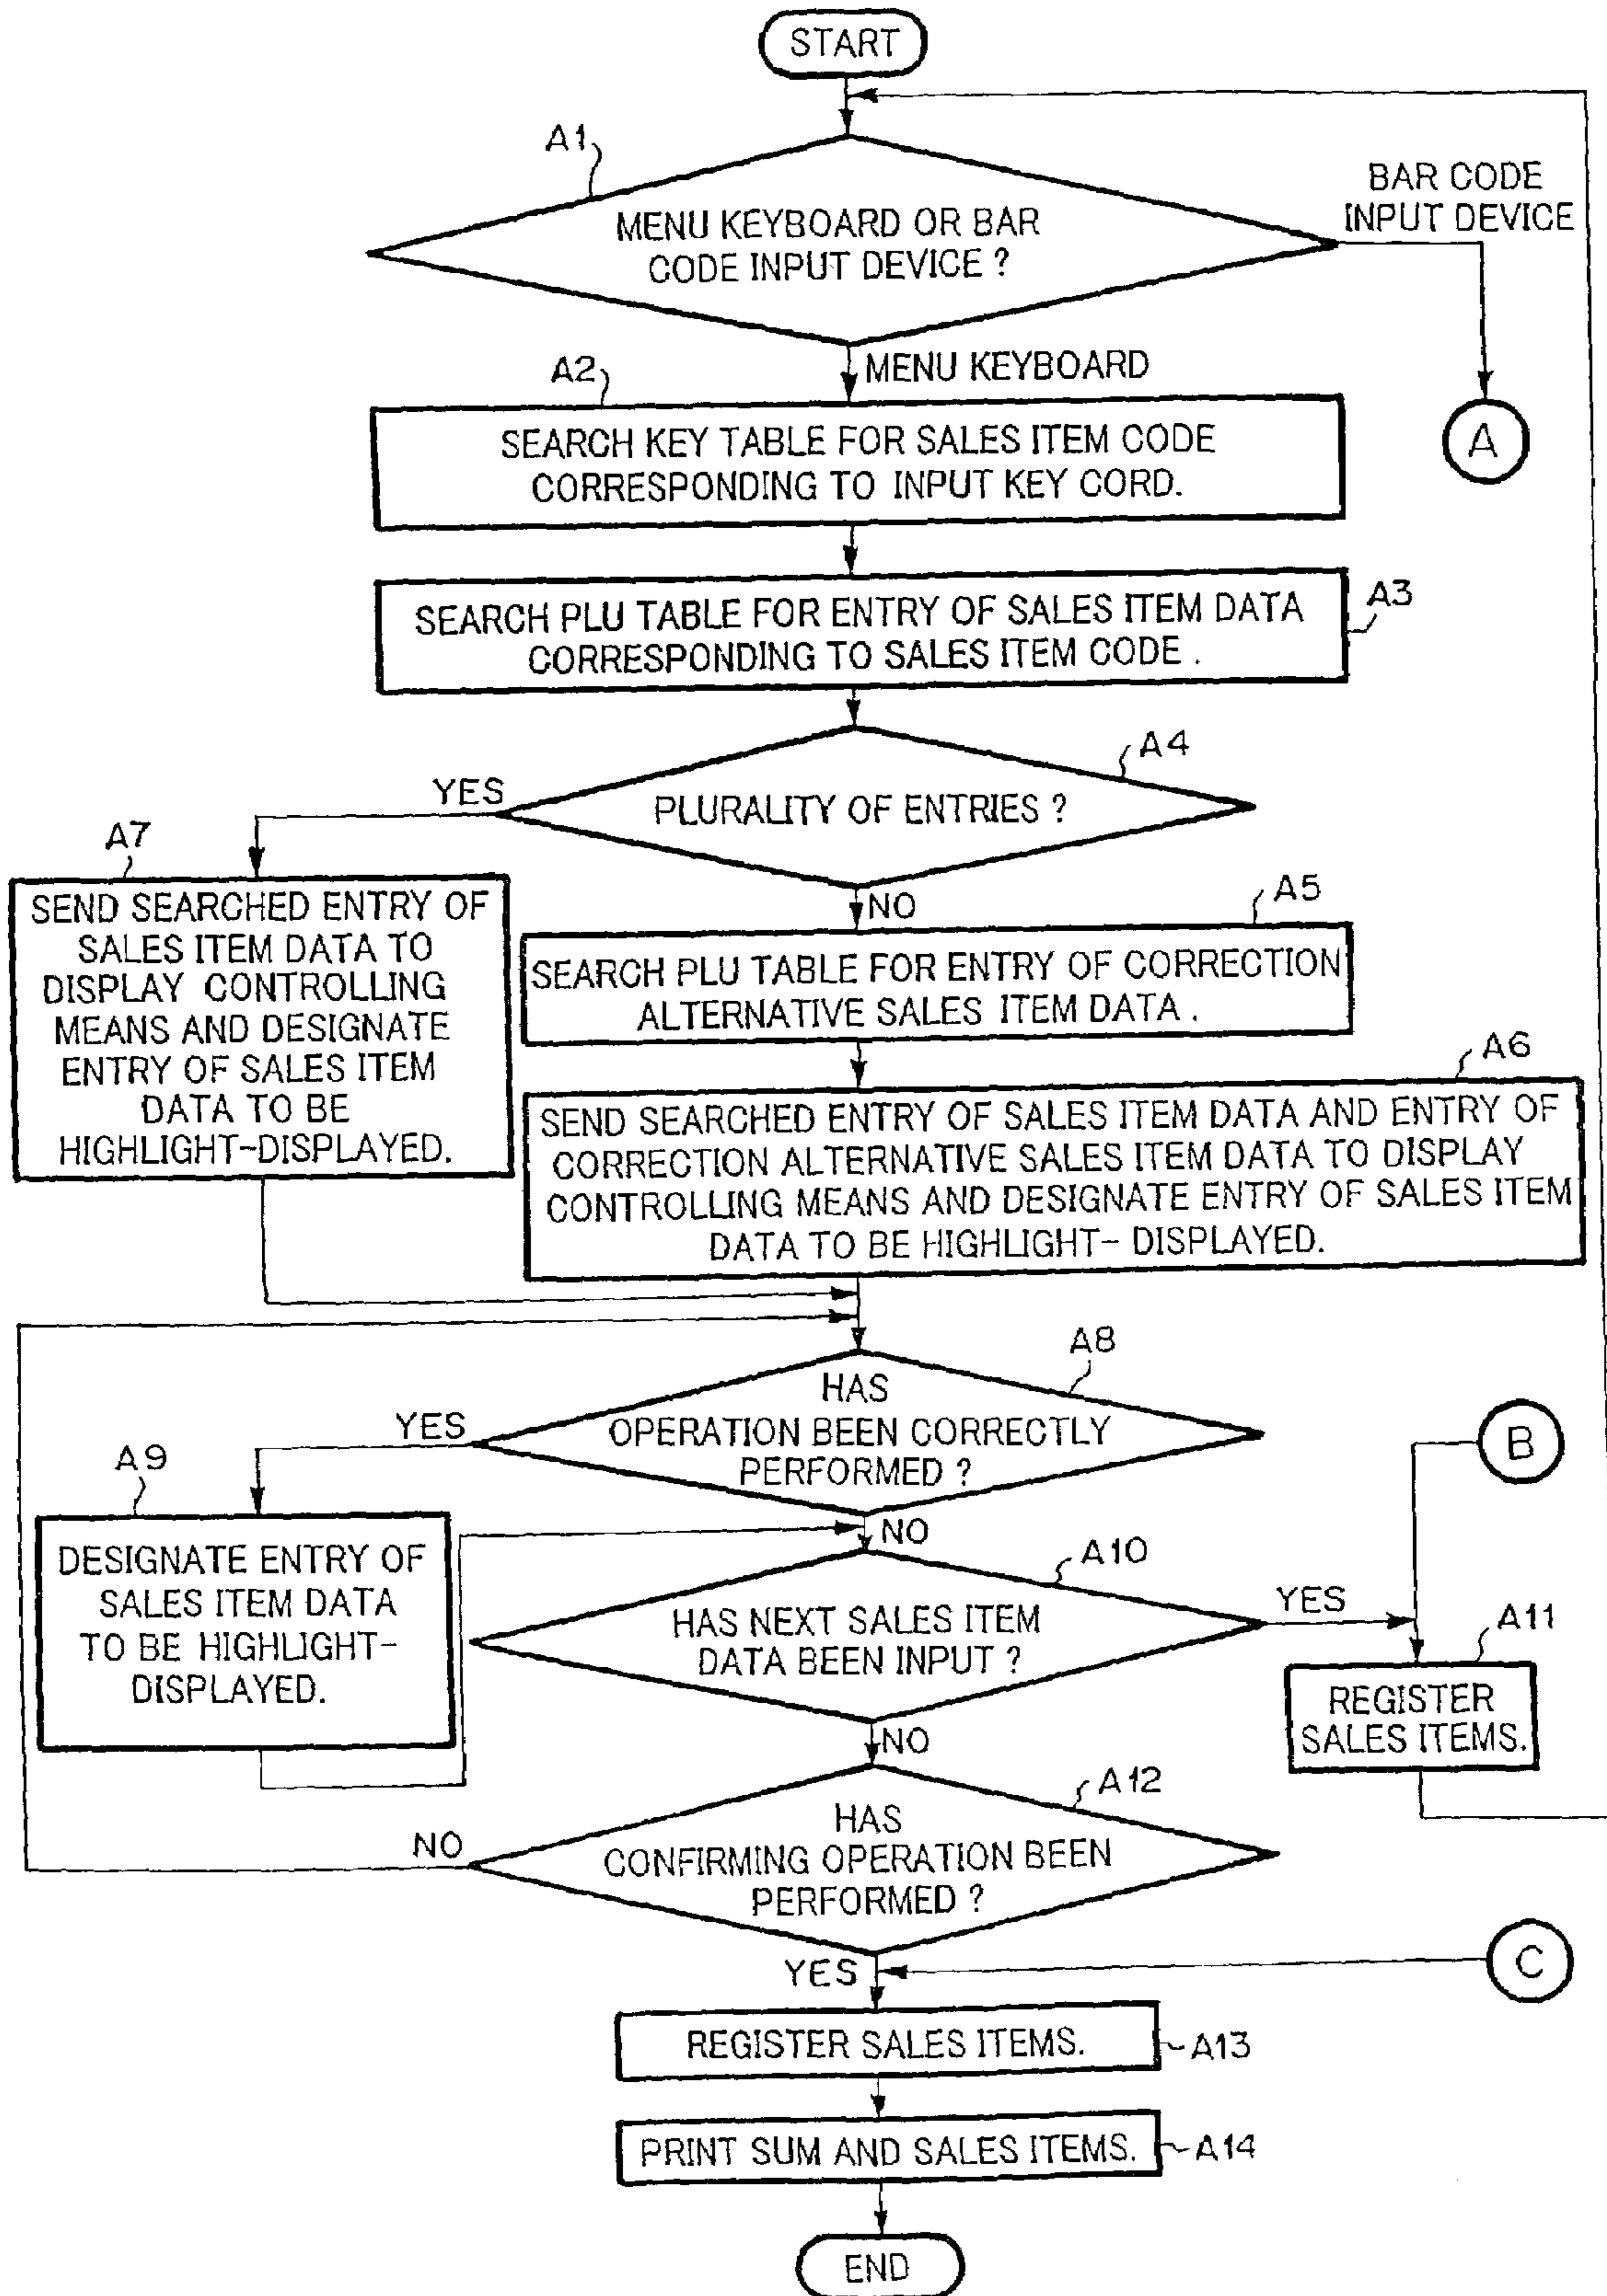 START
A1
MENU KEYBOARD OR BAR
CODE INPUT DEVICE ?
BAR CODE
INPUT DEVICE
MENU KEYBOARD
A
A2
SEARCH KEY TABLE FOR SALES ITEM CODE
CORRESPONDING TO INPUT KEY CORD.
A3
SEARCH PLU TABLE FOR ENTRY OF SALES ITEM DATA
CORRESPONDING TO SALES ITEM CODE .
A4
PLURALITY OF ENTRIES ?
YES
NO
A7
SEND SEARCHED ENTRY OF
SALES ITEM DATA TO
DISPLAY CONTROLLING
MEANS AND DESIGNATE
ENTRY OF SALES ITEM
DATA TO BE
HIGHLIGHT-DISPLAYED.
A5
SEARCH PLU TABLE FOR ENTRY OF CORRECTION
ALTERNATIVE SALES ITEM DATA .
A6
SEND SEARCHED ENTRY OF SALES ITEM DATA AND ENTRY OF
CORRECTION ALTERNATIVE SALES ITEM DATA TO DISPLAY
CONTROLLING MEANS AND DESIGNATE ENTRY OF SALES ITEM
DATA TO BE HIGHLIGHT- DISPLAYED.
A8
HAS
OPERATION BEEN CORRECTLY
PERFORMED ?
YES
NO
B
A9
DESIGNATE ENTRY OF
SALES ITEM DATA
TO BE HIGHLIGHT-
DISPLAYED.
A10
HAS NEXT SALES ITEM
DATA BEEN INPUT ?
YES
NO
A11
REGISTER
SALES ITEMS.
A12
HAS
CONFIRMING OPERATION BEEN
PERFORMED ?
NO
YES
C
REGISTER SALES ITEMS.
A13
PRINT SUM AND SALES ITEMS.
A14
END